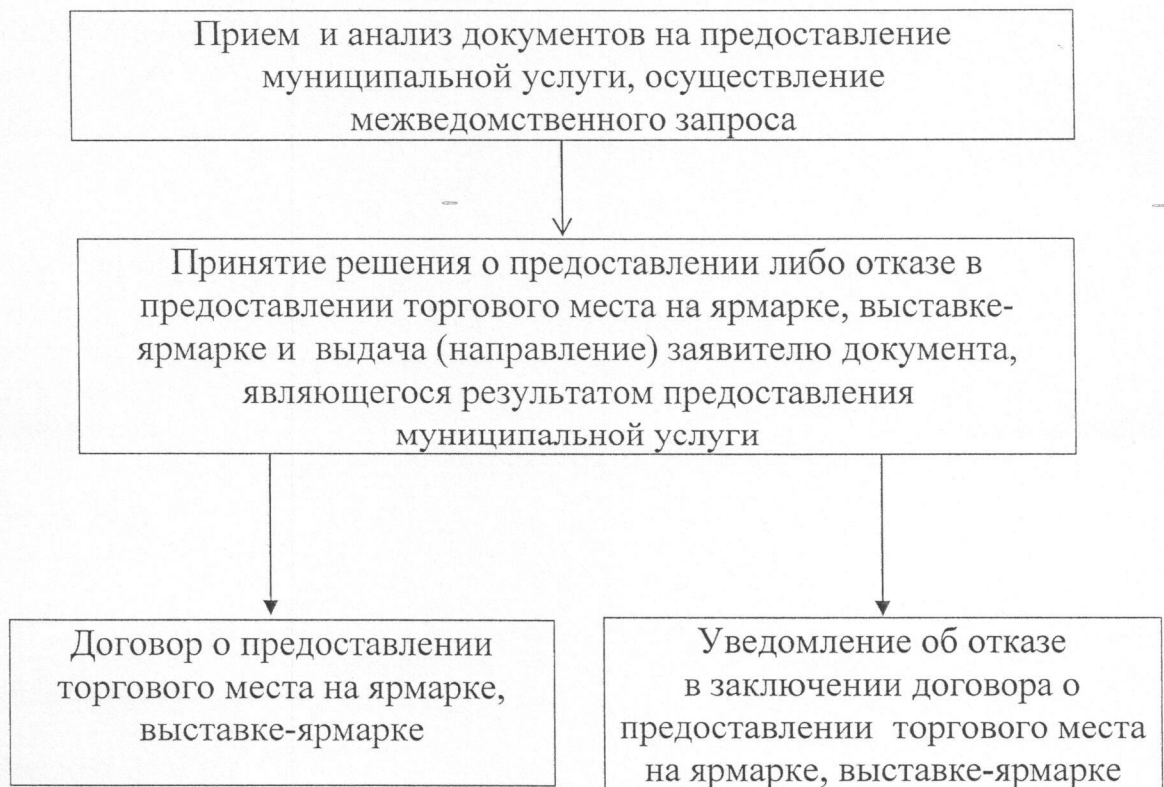 Прием и анализ документов на предоставление
муниципальной услуги, осуществление
межведомственного запроса
Принятие решения о предоставлении либо отказе в
предоставлении торгового места на ярмарке, выставке-
ярмарке и выдача (направление) заявителю документа,
являющегося результатом предоставления
муниципальной услуги
Договор о предоставлении
торгового места на ярмарке,
выставке-ярмарке
Уведомление об отказе
в заключении договора о
предоставлении торгового места
на ярмарке, выставке-ярмарке